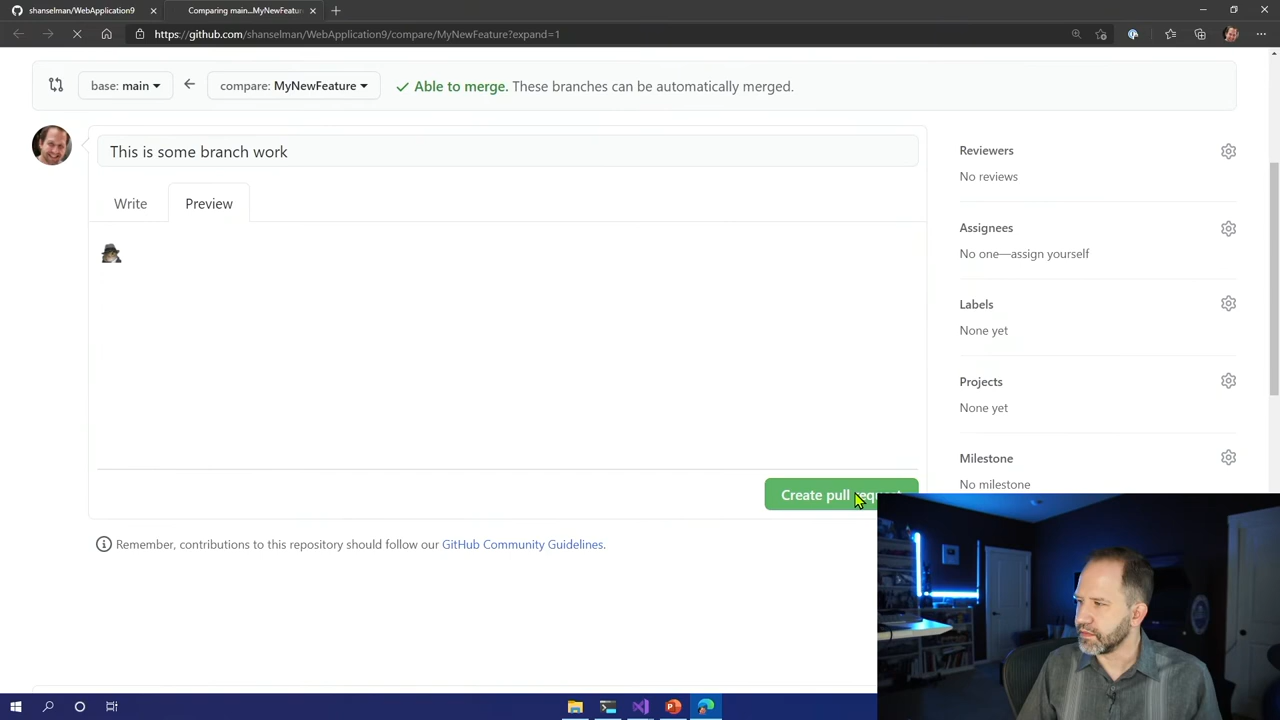 shanselman/WebApplication9
Comparing main...MyNewFeature
https://github.com/shanselman/WebApplication9/compare/MyNewFeature?expand=1
base: main
compare: MyNewFeature
Able to merge. These branches can be automatically merged.
This is some branch work
Write
Preview
Create pull request
Remember, contributions to this repository should follow our GitHub Community Guidelines.
Reviewers
No reviews
Assignees
No one—assign yourself
Labels
None yet
Projects
None yet
Milestone
No milestone